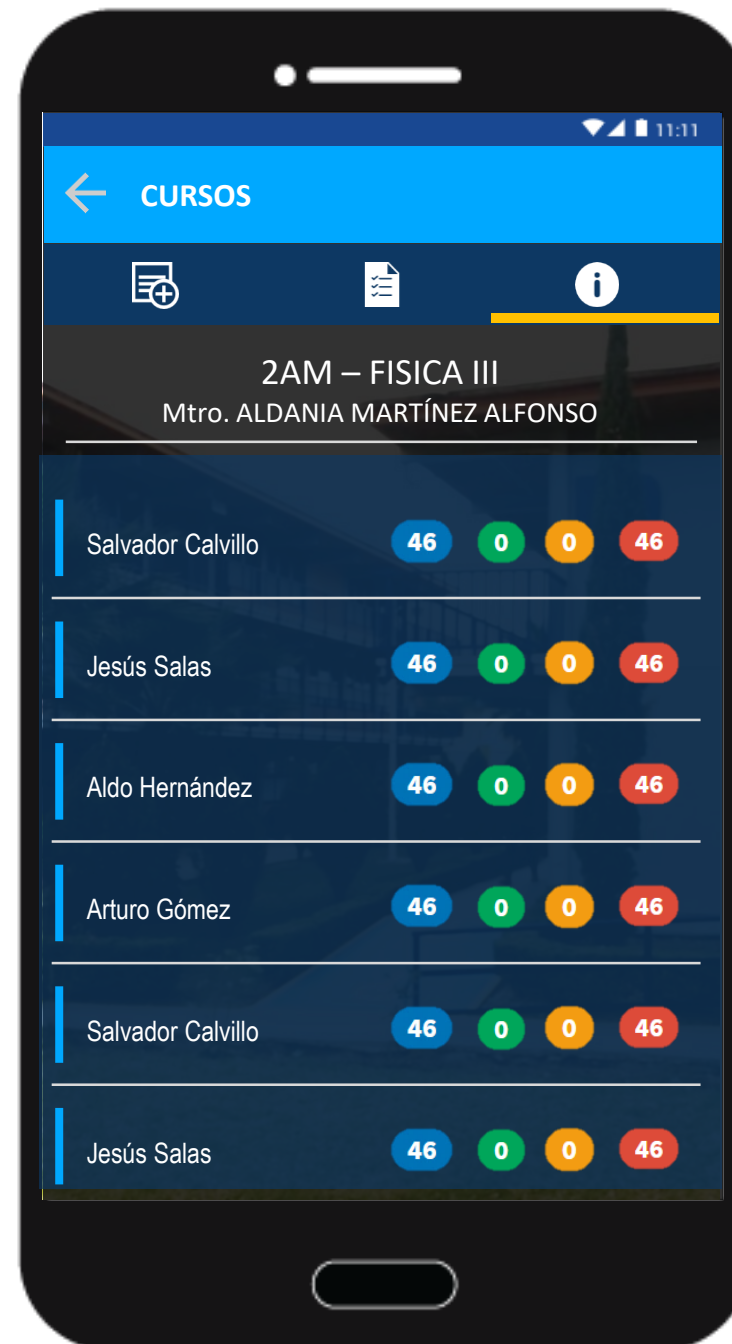 11:11
CURSOS
2AM – FISICA III
Mtro. ALDANIA MARTÍNEZ ALFONSO
Salvador Calvillo 46 0 0 46
Jesús Salas 46 0 0 46
Aldo Hernández 46 0 0 46
Arturo Gómez 46 0 0 46
Salvador Calvillo 46 0 0 46
Jesús Salas 46 0 0 46